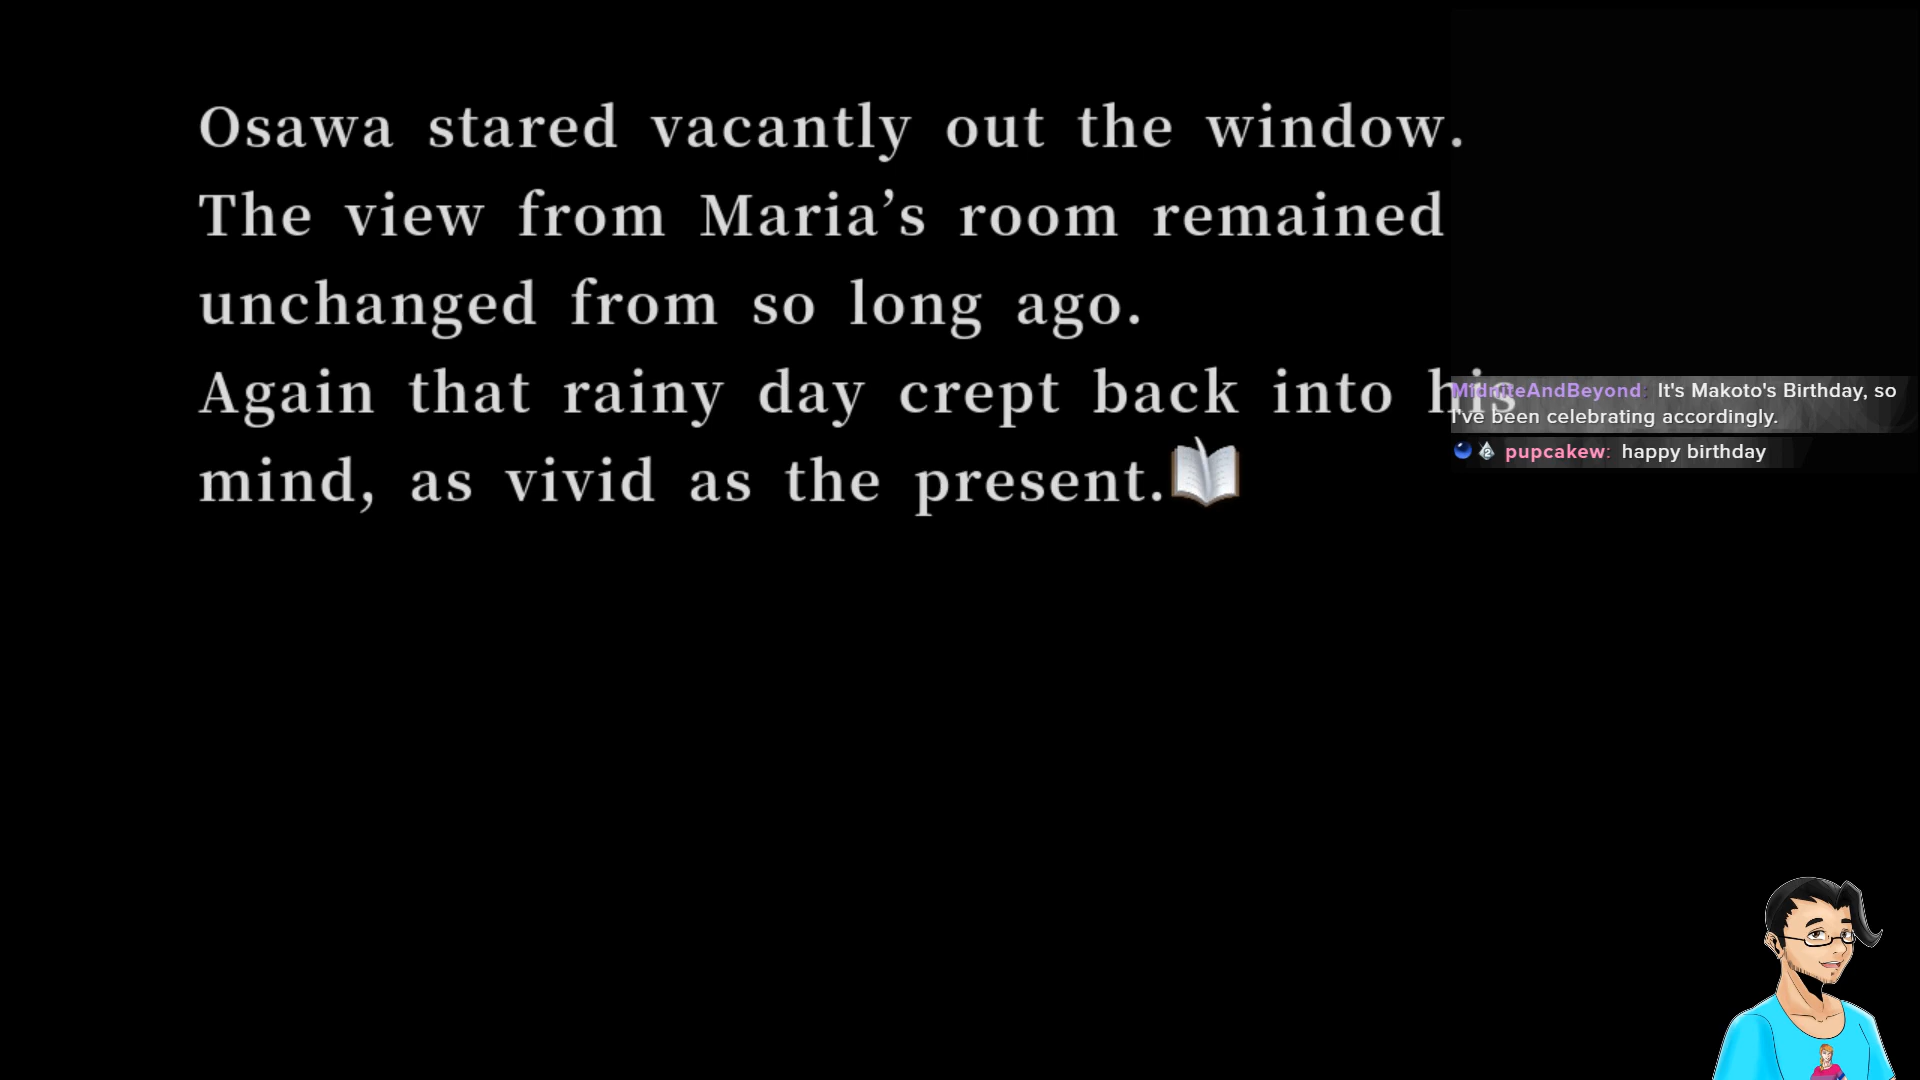 Osawa stared vacantly out the window.
The view from Maria’s room remained
unchanged from so long ago.
Again that rainy day crept back into his
mind, as vivid as the present.
MidniteAndBeyond: It's Makoto's Birthday, so
I've been celebrating accordingly.
2 pupcakew: happy birthday